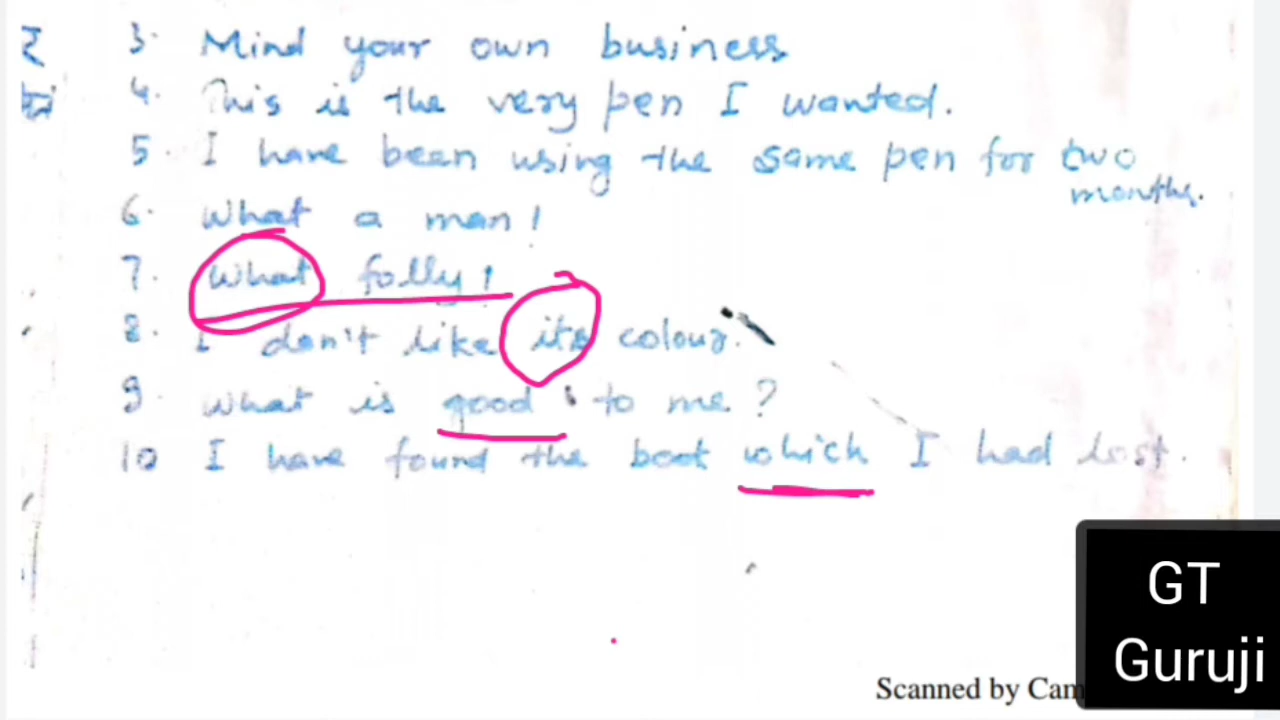 3. Mind your own business
4. This is the very pen I wanted.
5. I have been using the same pen for two
months.
6. What a man!
7. What folly!
8. I don't like its colour.
9. What is good to me?
10 I have found the boot which I had lost.
GT
Guruji
Scanned by Cam